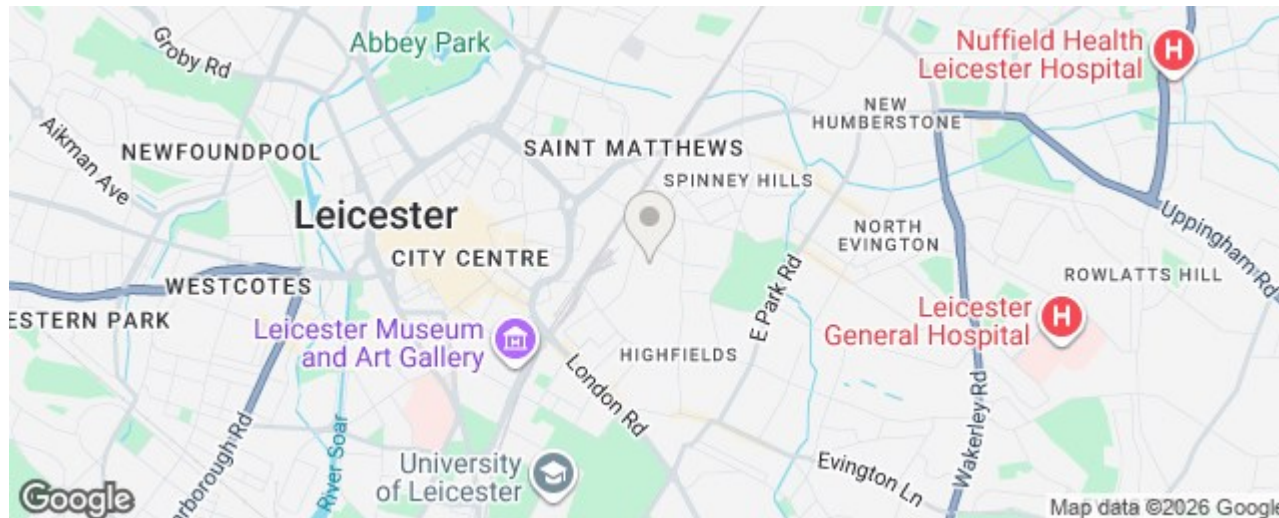 Groby Rd
Abbey Park
Nuffield Health
Leicester Hospital
Aikman Ave
NEW
HUMBERSTONE
NEWFOUNDPOOL
SAINT MATTHEWS
SPINNEY HILLS
Leicester
CITY CENTRE
NORTH
EVINGTON
Uppingham Rd
ROWLATTS HILL
WESTCOTES
ESTERN PARK
Leicester
General Hospital
Leicester Museum
and Art Gallery
E Park Rd
HIGHFIELDS
London Rd
Wakerley Rd
arborough Rd
River Soar
University
of Leicester
Evington Ln
Google
Map data ©2026 Google